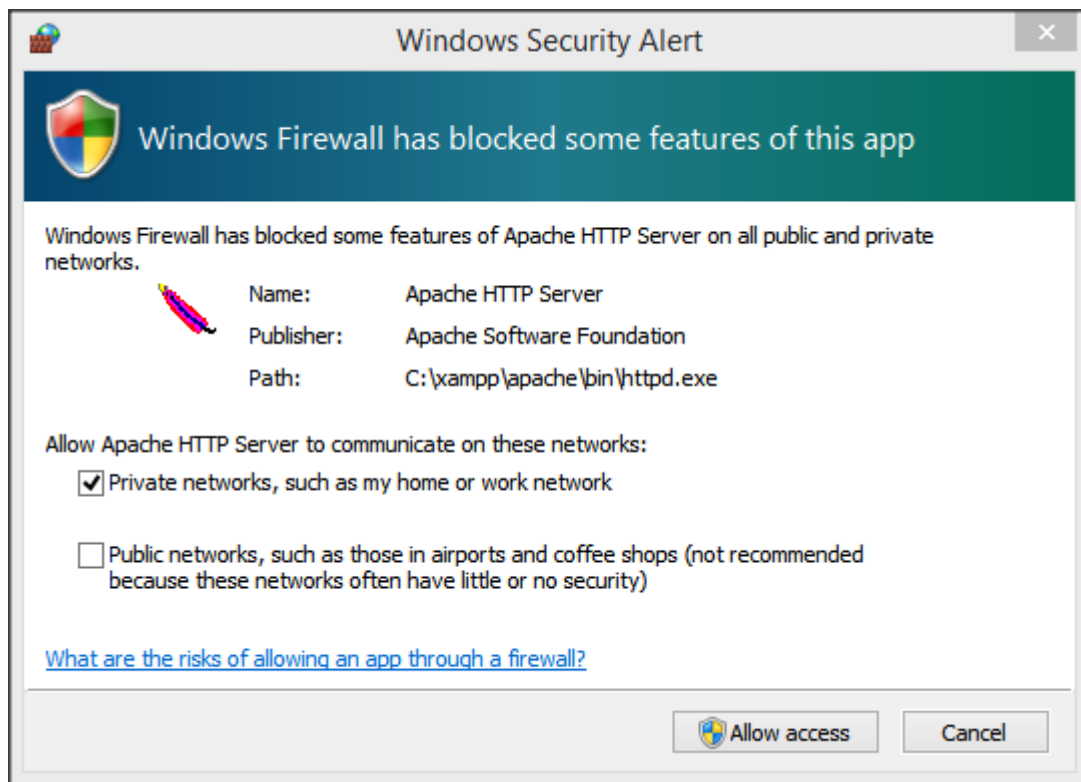 Windows Security Alert
Windows Firewall has blocked some features of this app
Windows Firewall has blocked some features of Apache HTTP Server on all public and private
networks.
Name: Apache HTTP Server
Publisher: Apache Software Foundation
Path: C:\xampp\apache\bin\httpd.exe
Allow Apache HTTP Server to communicate on these networks:
Private networks, such as my home or work network
Public networks, such as those in airports and coffee shops (not recommended
because these networks often have little or no security)
What are the risks of allowing an app through a firewall?
Allow access Cancel